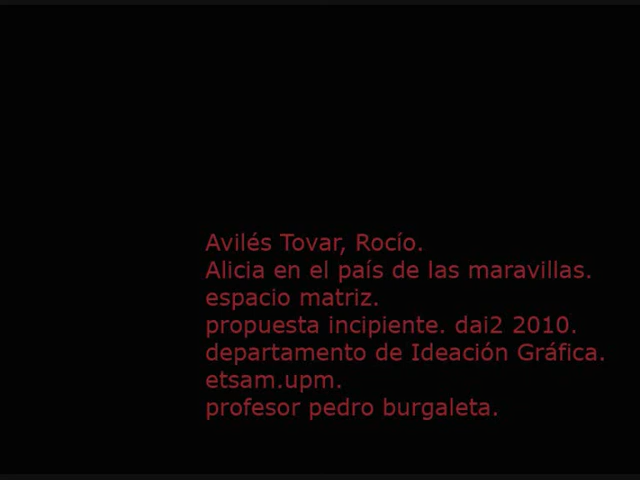 Avilés Tovar, Rocío.
Alicia en el país de las maravillas.
espacio matriz.
propuesta incipiente. dai2 2010.
departamento de Ideación Gráfica.
etsam.upm.
profesor pedro burgaleta.